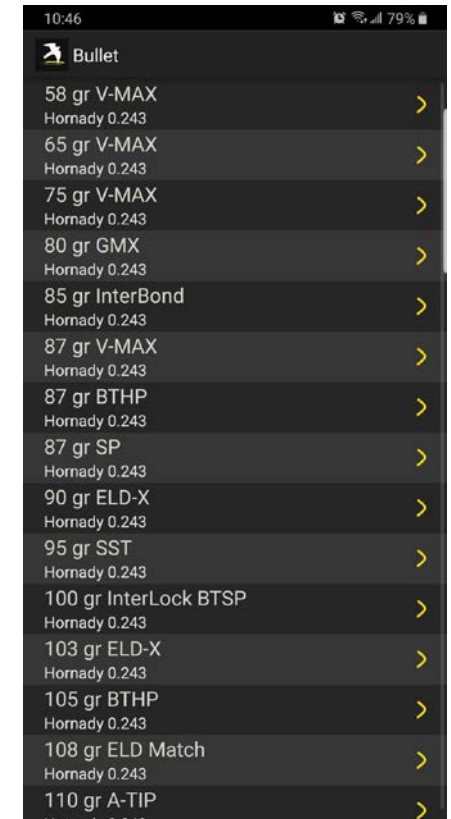 10:46
79%
Bullet
58 gr V-MAX
Hornady 0.243
65 gr V-MAX
Hornady 0.243
75 gr V-MAX
Hornady 0.243
80 gr GMX
Hornady 0.243
85 gr InterBond
Hornady 0.243
87 gr V-MAX
Hornady 0.243
87 gr BTHP
Hornady 0.243
87 gr SP
Hornady 0.243
90 gr ELD-X
Hornady 0.243
95 gr SST
Hornady 0.243
100 gr InterLock BTSP
Hornady 0.243
103 gr ELD-X
Hornady 0.243
105 gr BTHP
Hornady 0.243
108 gr ELD Match
Hornady 0.243
110 gr A-TIP